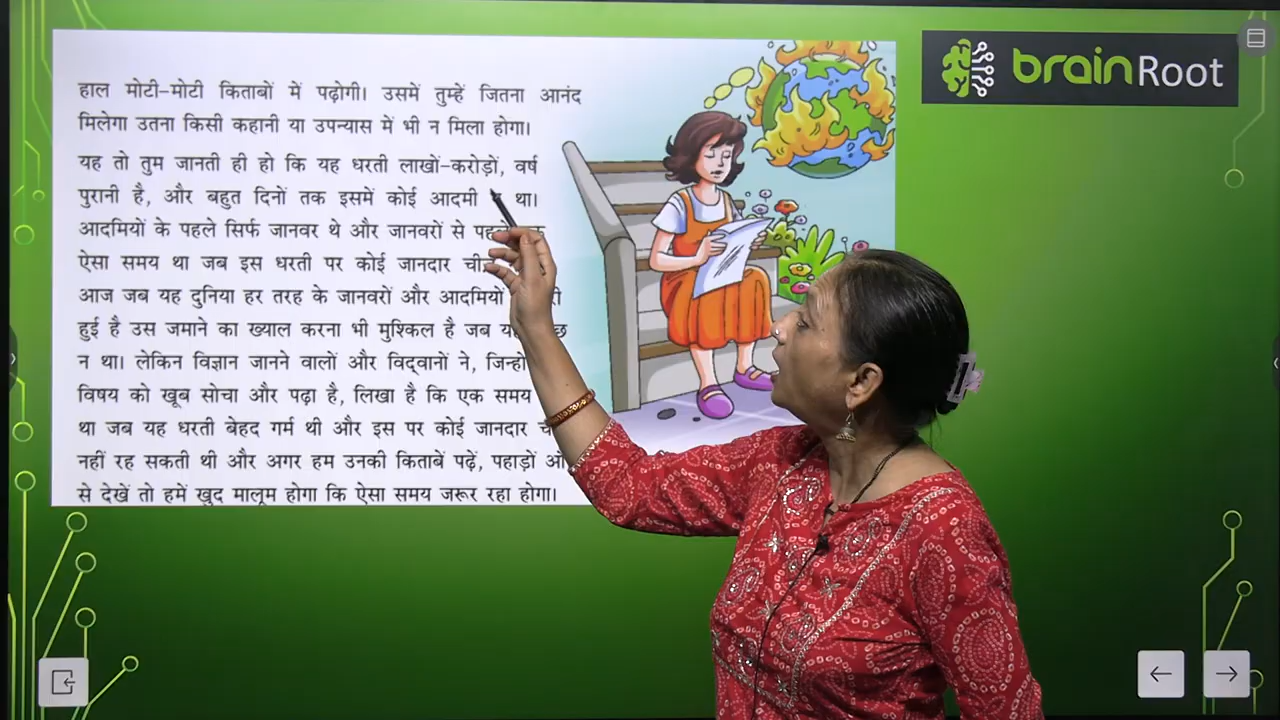 हाल मोटी-मोटी किताबों में पढ़ोगी। उसमें तुम्हें जितना आनंद
मिलेगा उतना किसी कहानी या उपन्यास में भी न मिला होगा।
यह तो तुम जानती ही हो कि यह धरती लाखों-करोड़ों, वर्ष
पुरानी है, और बहुत दिनों तक इसमें कोई आदमी था।
आदमियों के पहले सिर्फ जानवर थे और जानवरों से
ऐसा समय था जब इस धरती पर कोई जानदार
आज जब यह दुनिया हर तरह के जानवरों और आदमियों
हुई है उस जमाने का ख्याल करना भी मुश्किल है जब
न था। लेकिन विज्ञान जानने वालों और विद्वानों ने,
विषय को खूब सोचा और पढ़ा है, लिखा है कि एक समय
था जब यह धरती बेहद गर्म थी और इस पर कोई जानदार
नहीं रह सकती थी और अगर हम उनकी किताबें पढ़ें, पहाड़ों
से देखें तो हमें खुद मालूम होगा कि ऐसा समय जरूर रहा होगा।
brainRoot